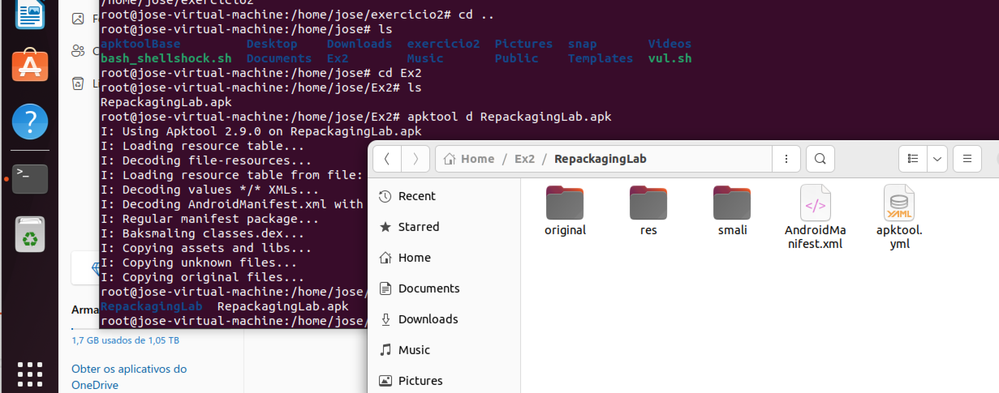 /home/jose/exercicio2
root@jose-virtual-machine:/home/jose/exercicio2# cd ..
root@jose-virtual-machine:/home/jose# ls
apktoolBase Desktop Downloads exercicio2 Pictures snap Videos
bash_shellshock.sh Documents Ex2 Music Public Templates vul.sh
root@jose-virtual-machine:/home/jose# cd Ex2
root@jose-virtual-machine:/home/jose/Ex2# ls
RepackagingLab.apk
root@jose-virtual-machine:/home/jose/Ex2# apktool d RepackagingLab.apk
I: Using Apktool 2.9.0 on RepackagingLab.apk
I: Loading resource table...
I: Decoding file-resources...
I: Loading resource table from file:
I: Decoding values */* XMLs...
I: Decoding AndroidManifest.xml with
I: Regular manifest package...
I: Baksmaling classes.dex...
I: Copying assets and libs...
I: Copying unknown files...
I: Copying original files...
root@jose-virtual-machine:/home/jose/
RepackagingLab RepackagingLab.apk
root@jose-virtual-machine:/home/jose/
Arma
1,7 GB usados de 1,05 TB
Obter os aplicativos do
OneDrive
Home / Ex2 / RepackagingLab
Recent
Starred
Home
Documents
Downloads
Music
Pictures
original
res
smali
AndroidMa
nifest.xml
apktool.
yml
YAML